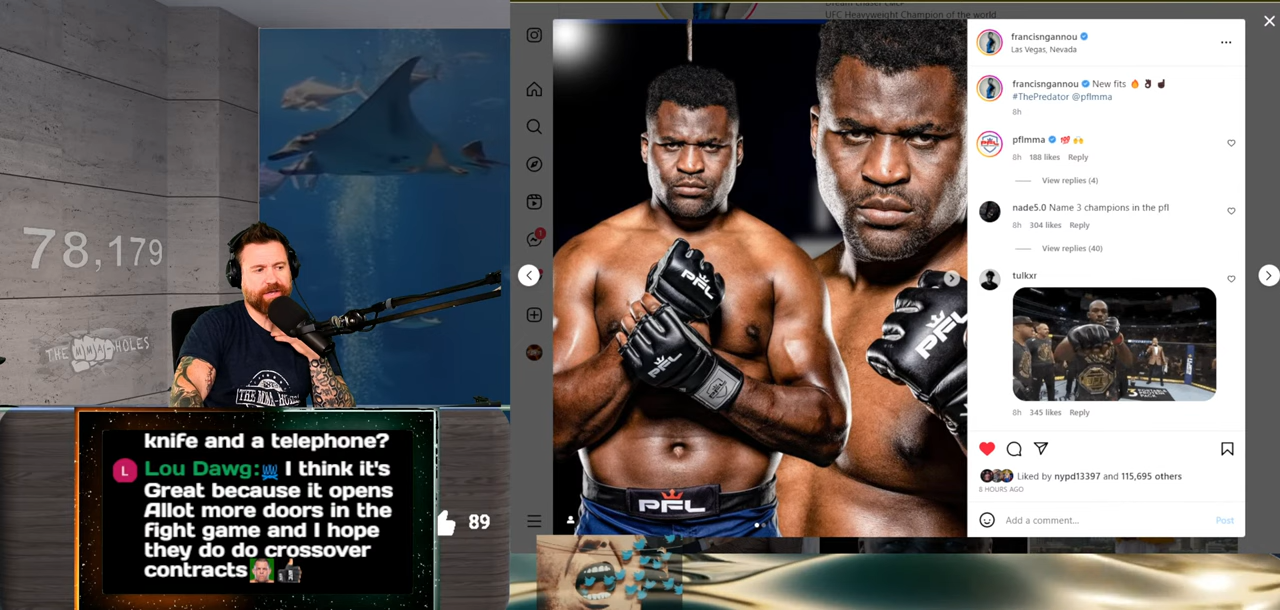 Dream Chaser
UFC Heavyweight Champion of the world
78,179
THE MMA HOLES
THE MMA
knife and a telephone?
L
Lou Dawg: I think it's
Great because it opens
Allot more doors in the
fight game and I hope
they do do crossover
contracts
89
PFL
PFL
PFL
PFL
francisngannou
Las Vegas, Nevada
francisngannou New fits
#ThePredator @pflmma
8h
pflmma 💯 🙌
8h 188 likes Reply
View replies (4)
nade5.0 Name 3 champions in the pfl
8h 304 likes Reply
View replies (40)
tulkxr
8h 345 likes Reply
Liked by nypd13397 and 115,695 others
8 HOURS AGO
Add a comment...
Post